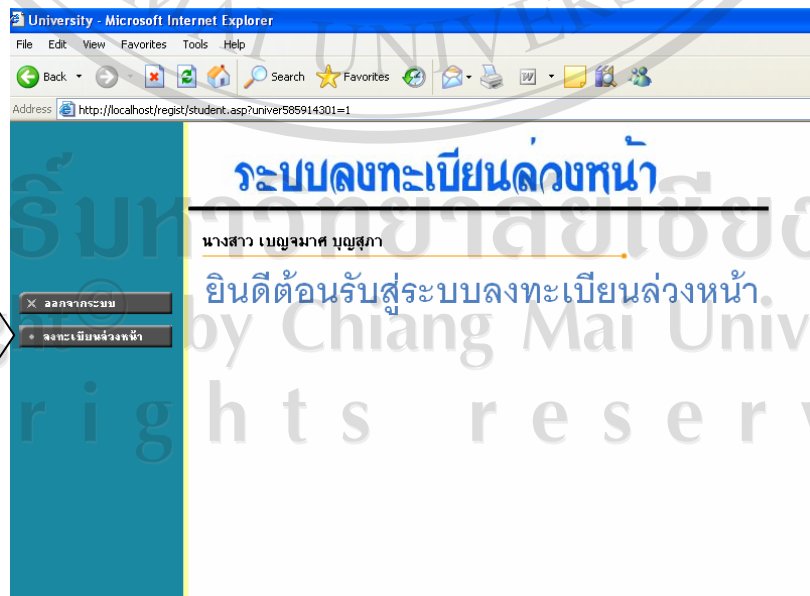 University - Microsoft Internet Explorer
File Edit View Favorites Tools Help
Back Search Favorites
Address http://localhost/regist/student.asp?univer585914301=1
ระบบลงทะเบียนล่วงหน้า
นางสาว เบญจมาศ บุญสุภา
ยินดีต้อนรับสู่ระบบลงทะเบียนล่วงหน้า
ออกจากระบบ
ลงทะเบียนล่วงหน้า
MAI UNIVERS
by Chiang Mai Univ
rights reserv